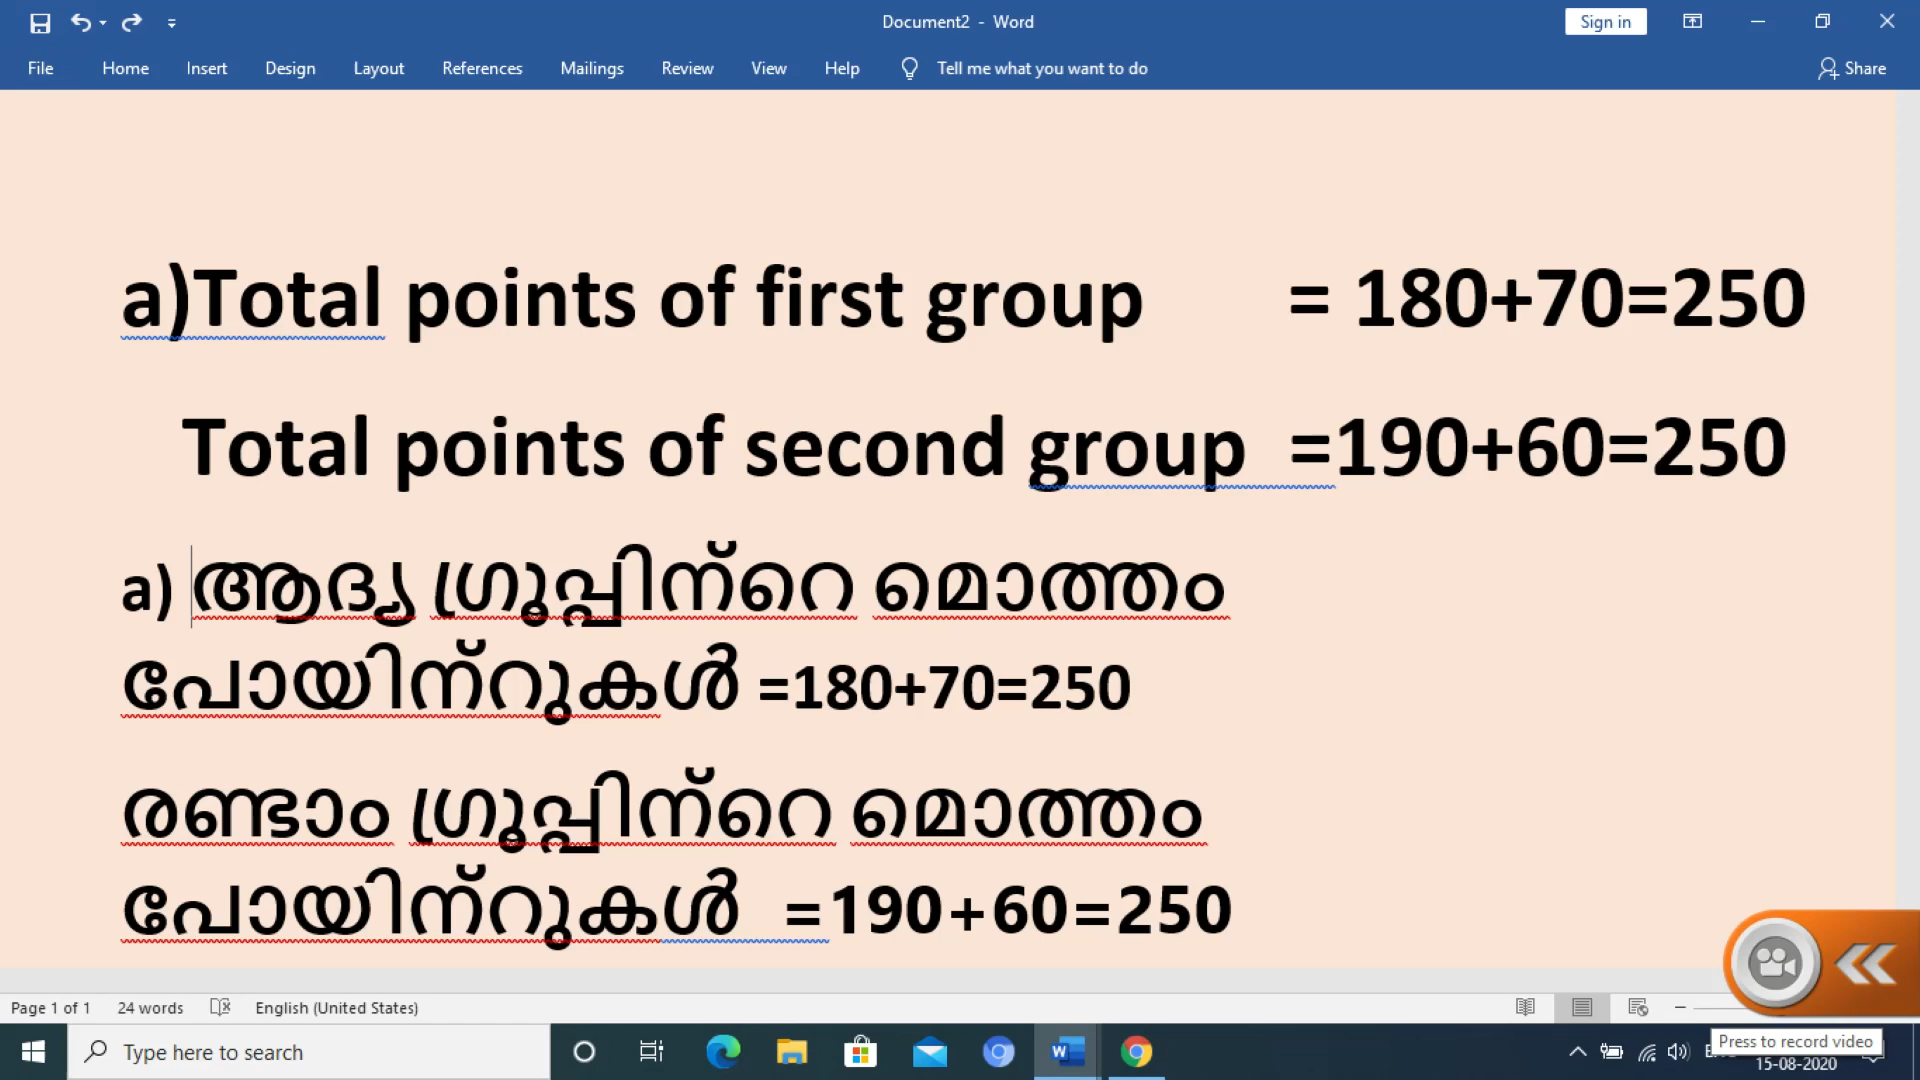 Document2 - Word
Sign in
File Home Insert Design Layout References Mailings Review View Help Tell me what you want to do Share
a)Total points of first group = 180+70=250
Total points of second group =190+60=250
a) ആദ്യ ഗ്രൂപ്പിന്റെ മൊത്തം
പോയിന്റുകൾ =180+70=250
രണ്ടാം ഗ്രൂപ്പിന്റെ മൊത്തം
പോയിന്റുകൾ =190+60=250
Page 1 of 1 24 words English (United States)
Press to record video
Type here to search
15-08-2020